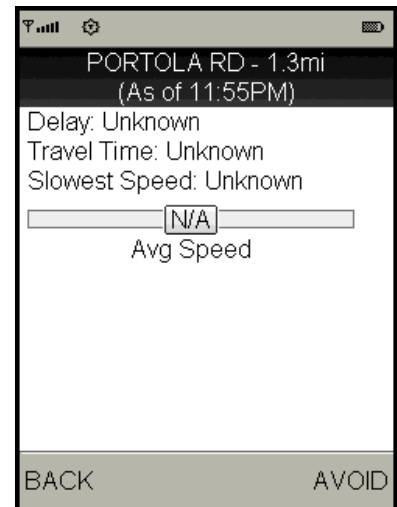 PORTOLA RD - 1.3mi
(As of 11:55PM)
Delay: Unknown
Travel Time: Unknown
Slowest Speed: Unknown
N/A
Avg Speed
BACK AVOID